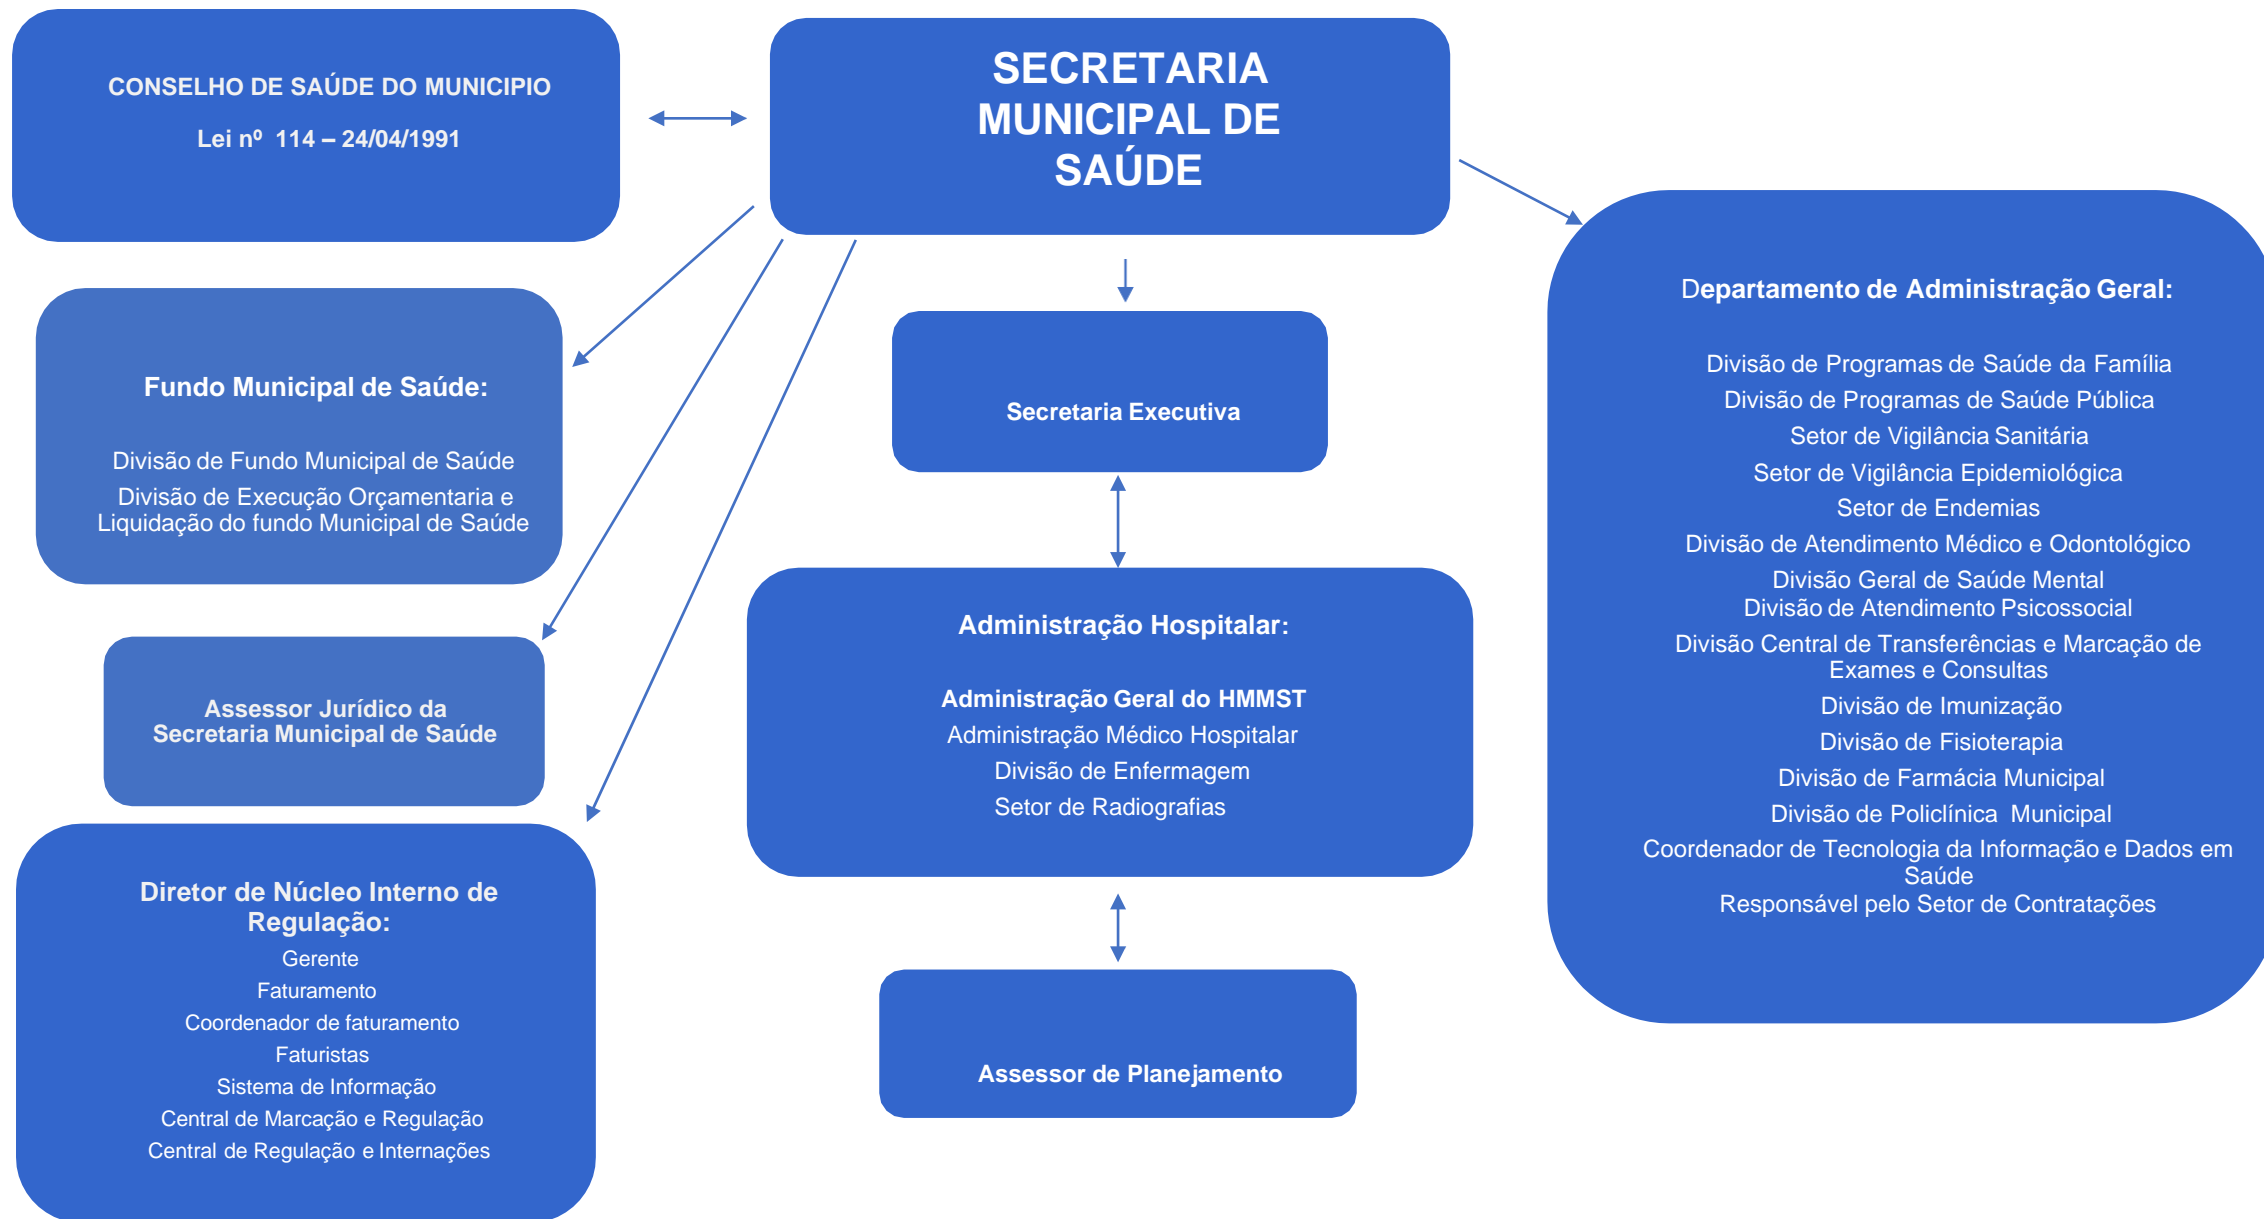 CONSELHO DE SAÚDE DO MUNICIPIO
Lei nº 114 – 24/04/1991
SECRETARIA
MUNICIPAL DE
SAÚDE
Fundo Municipal de Saúde:
Divisão de Fundo Municipal de Saúde
Divisão de Execução Orçamentaria e
Liquidação do fundo Municipal de Saúde
Assessor Jurídico da
Secretaria Municipal de Saúde
Diretor de Núcleo Interno de
Regulação:
Gerente
Faturamento
Coordenador de faturamento
Faturistas
Sistema de Informação
Central de Marcação e Regulação
Central de Regulação e Internações
Secretaria Executiva
Administração Hospitalar:
Administração Geral do HMMST
Administração Médico Hospitalar
Divisão de Enfermagem
Setor de Radiografias
Assessor de Planejamento
Departamento de Administração Geral:
Divisão de Programas de Saúde da Família
Divisão de Programas de Saúde Pública
Setor de Vigilância Sanitária
Setor de Vigilância Epidemiológica
Setor de Endemias
Divisão de Atendimento Médico e Odontológico
Divisão Geral de Saúde Mental
Divisão de Atendimento Psicossocial
Divisão Central de Transferências e Marcação de
Exames e Consultas
Divisão de Imunização
Divisão de Fisioterapia
Divisão de Farmácia Municipal
Divisão de Policlínica Municipal
Coordenador de Tecnologia da Informação e Dados em
Saúde
Responsável pelo Setor de Contratações